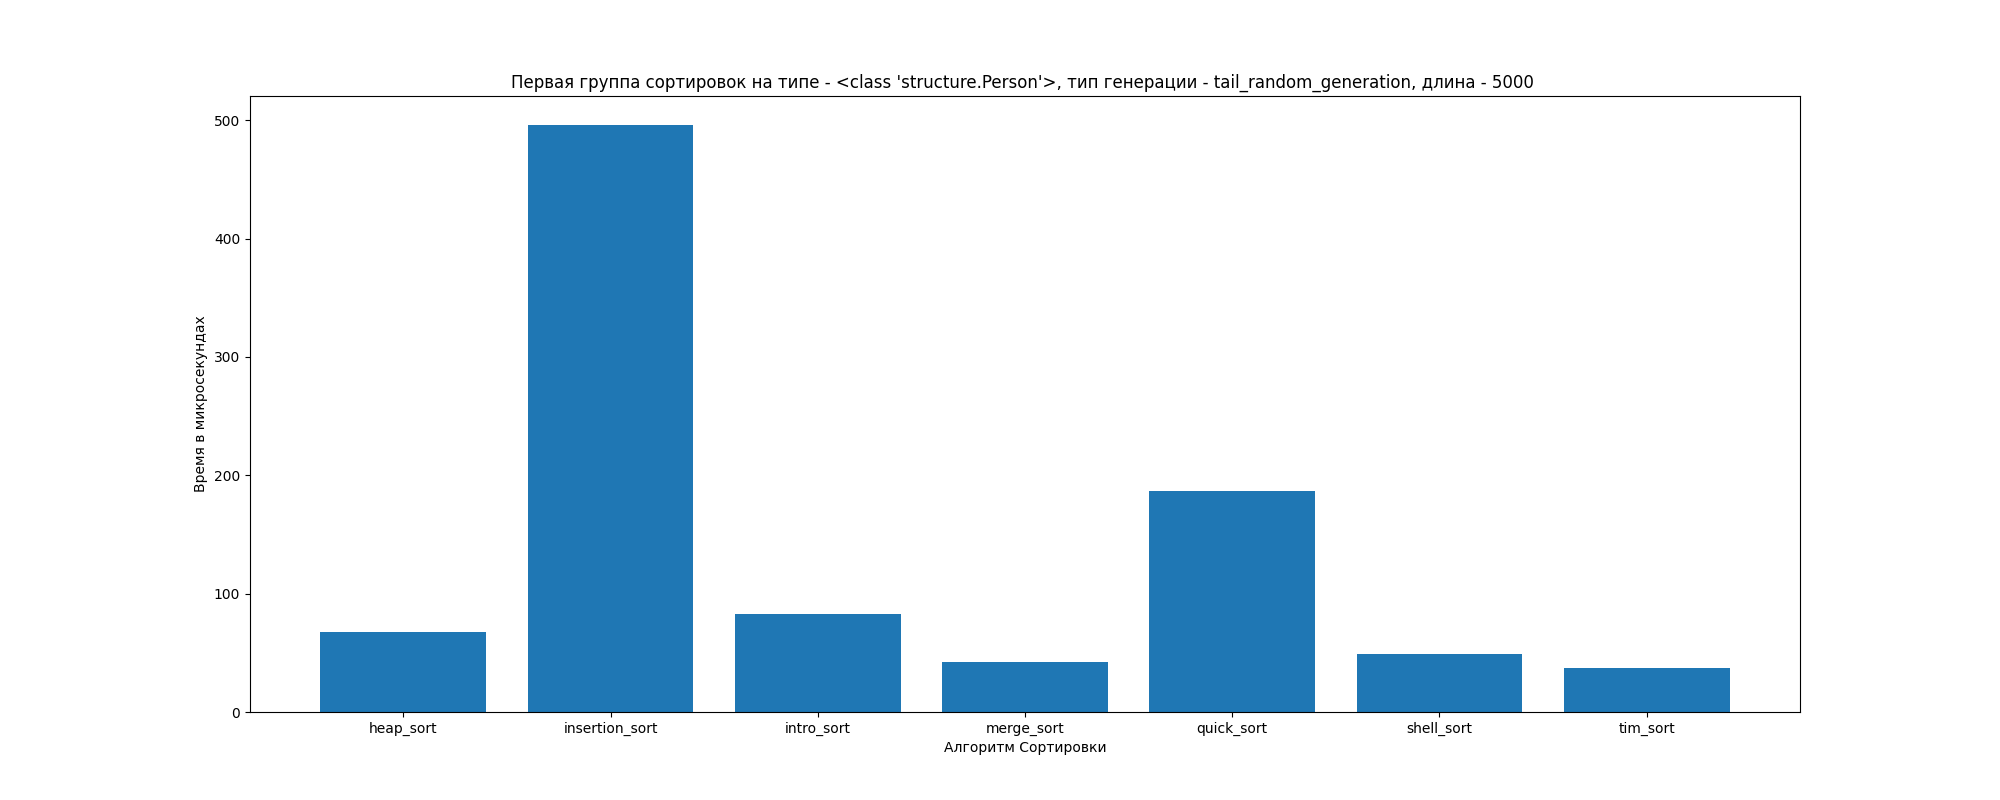 Первая группа сортировок на типе - <class 'structure.Person'>, тип генерации - tail_random_generation, длина - 5000
500
400
300
200
100
0
Время в микросекундах
heap_sort insertion_sort intro_sort merge_sort quick_sort shell_sort tim_sort
Алгоритм Сортировки